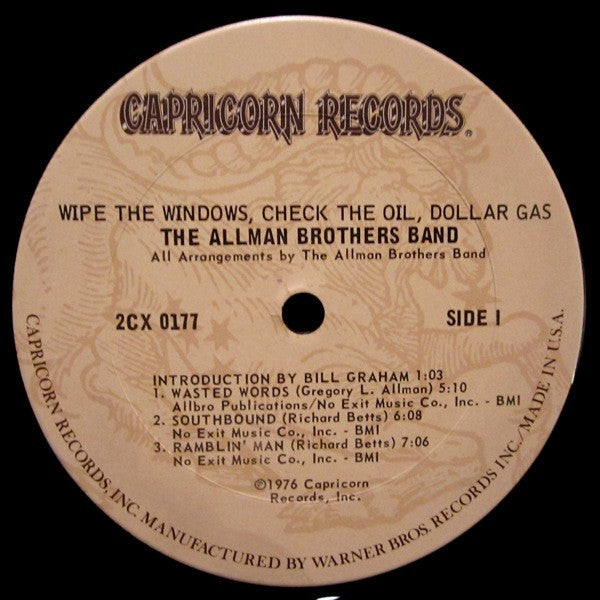 CAPRICORN RECORDS®
WIPE THE WINDOWS, CHECK THE OIL, DOLLAR GAS
THE ALLMAN BROTHERS BAND
All Arrangements by The Allman Brothers Band
2CX 0177
SIDE I
INTRODUCTION BY BILL GRAHAM 1:03
1. WASTED WORDS (Gregory L. Allman) 5:10
Allbro Publications/No Exit Music Co., Inc. - BMI
2. SOUTHBOUND (Richard Betts) 6:08
No Exit Music Co., Inc. - BMI
3. RAMBLIN' MAN (Richard Betts) 7:06
No Exit Music Co., Inc. - BMI
©1976 Capricorn
Records, Inc.
CAPRICORN RECORDS, INC. MANUFACTURED BY WARNER BROS. RECORDS INC./MADE IN U.S.A.